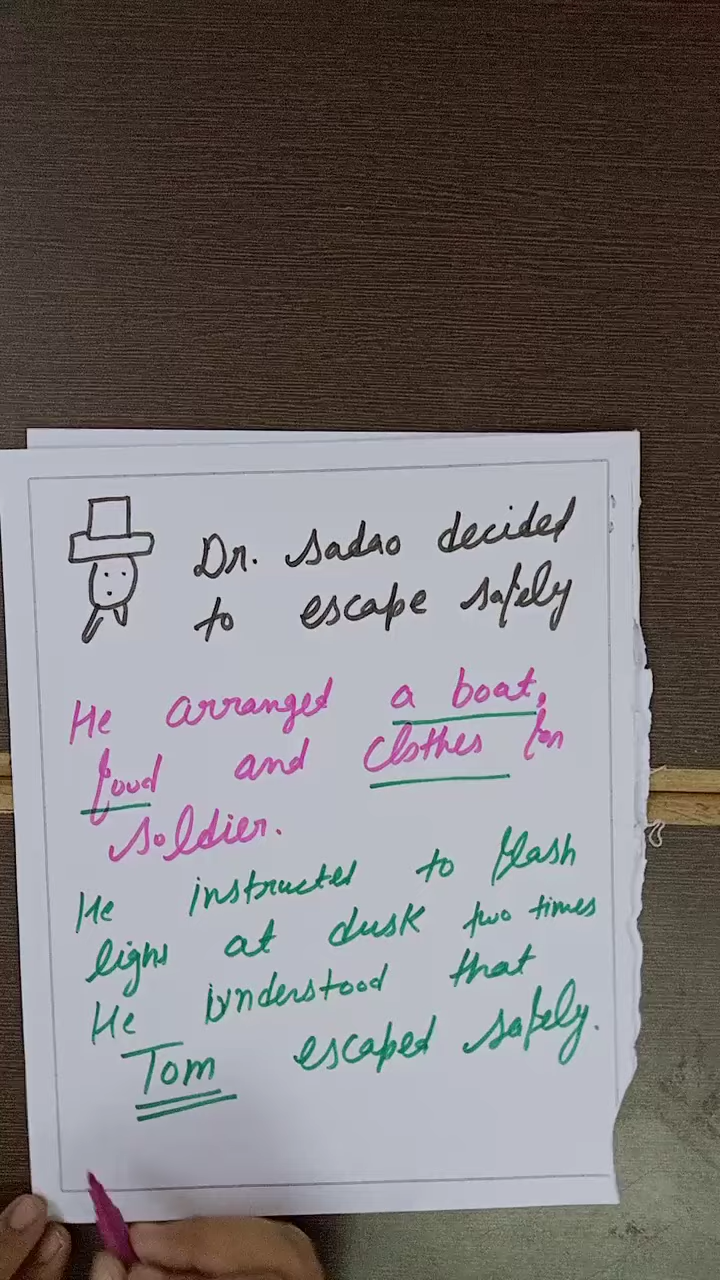 Dr. Sadao decided
to escape safely
He arranged a boat,
food and clothes for
soldier.
He instructed to flash
light at dusk two times
He understood that
Tom escaped safely.